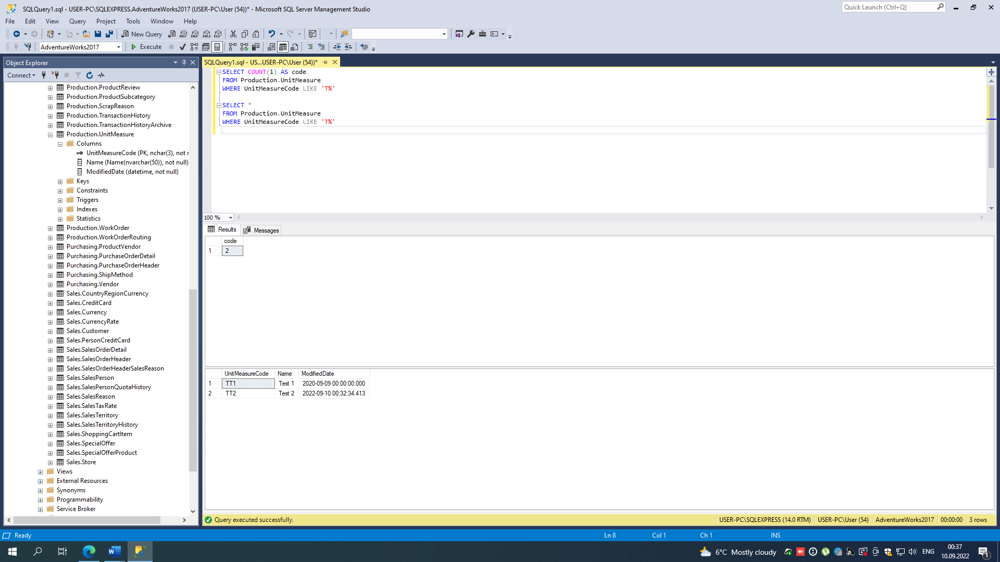 SQLQuery1.sql - USER-PC\SQLEXPRESS.AdventureWorks2017 (USER-PC\User (54))* - Microsoft SQL Server Management Studio
Quick Launch (Ctrl+Q)
File Edit View Query Project Tools Window Help
New Query
MDX DMX XMLA DAX
AdventureWorks2017
Execute
Object Explorer
Connect
Production.ProductReview
Production.ProductSubcategory
Production.ScrapReason
Production.TransactionHistory
Production.TransactionHistoryArchive
Production.UnitMeasure
Columns
UnitMeasureCode (PK, nchar(3), not r
Name (Name(nvarchar(50)), not null)
ModifiedDate (datetime, not null)
Keys
Constraints
Triggers
Indexes
Statistics
Production.WorkOrder
Production.WorkOrderRouting
Purchasing.ProductVendor
Purchasing.PurchaseOrderDetail
Purchasing.PurchaseOrderHeader
Purchasing.ShipMethod
Purchasing.Vendor
Sales.CountryRegionCurrency
Sales.CreditCard
Sales.Currency
Sales.CurrencyRate
Sales.Customer
Sales.PersonCreditCard
Sales.SalesOrderDetail
Sales.SalesOrderHeader
Sales.SalesOrderHeaderSalesReason
Sales.SalesPerson
Sales.SalesPersonQuotaHistory
Sales.SalesReason
Sales.SalesTaxRate
Sales.SalesTerritory
Sales.SalesTerritoryHistory
Sales.ShoppingCartItem
Sales.SpecialOffer
Sales.SpecialOfferProduct
Sales.Store
Views
External Resources
Synonyms
Programmability
Service Broker
SQLQuery1.sql - US...USER-PC\User (54))*
SELECT COUNT(1) AS code
FROM Production.UnitMeasure
WHERE UnitMeasureCode LIKE 'T%'
SELECT *
FROM Production.UnitMeasure
WHERE UnitMeasureCode LIKE 'T%'
100 %
Results Messages
code
1 2
UnitMeasureCode Name ModifiedDate
1 TT1 Test 1 2020-09-09 00:00:00.000
2 TT2 Test 2 2022-09-10 00:32:34.413
Query executed successfully.
USER-PC\SQLEXPRESS (14.0 RTM) USER-PC\User (54) AdventureWorks2017 00:00:00 3 rows
Ready
Ln 8 Col 1 Ch 1 INS
6°C Mostly cloudy
ENG
00:37
10.09.2022
1